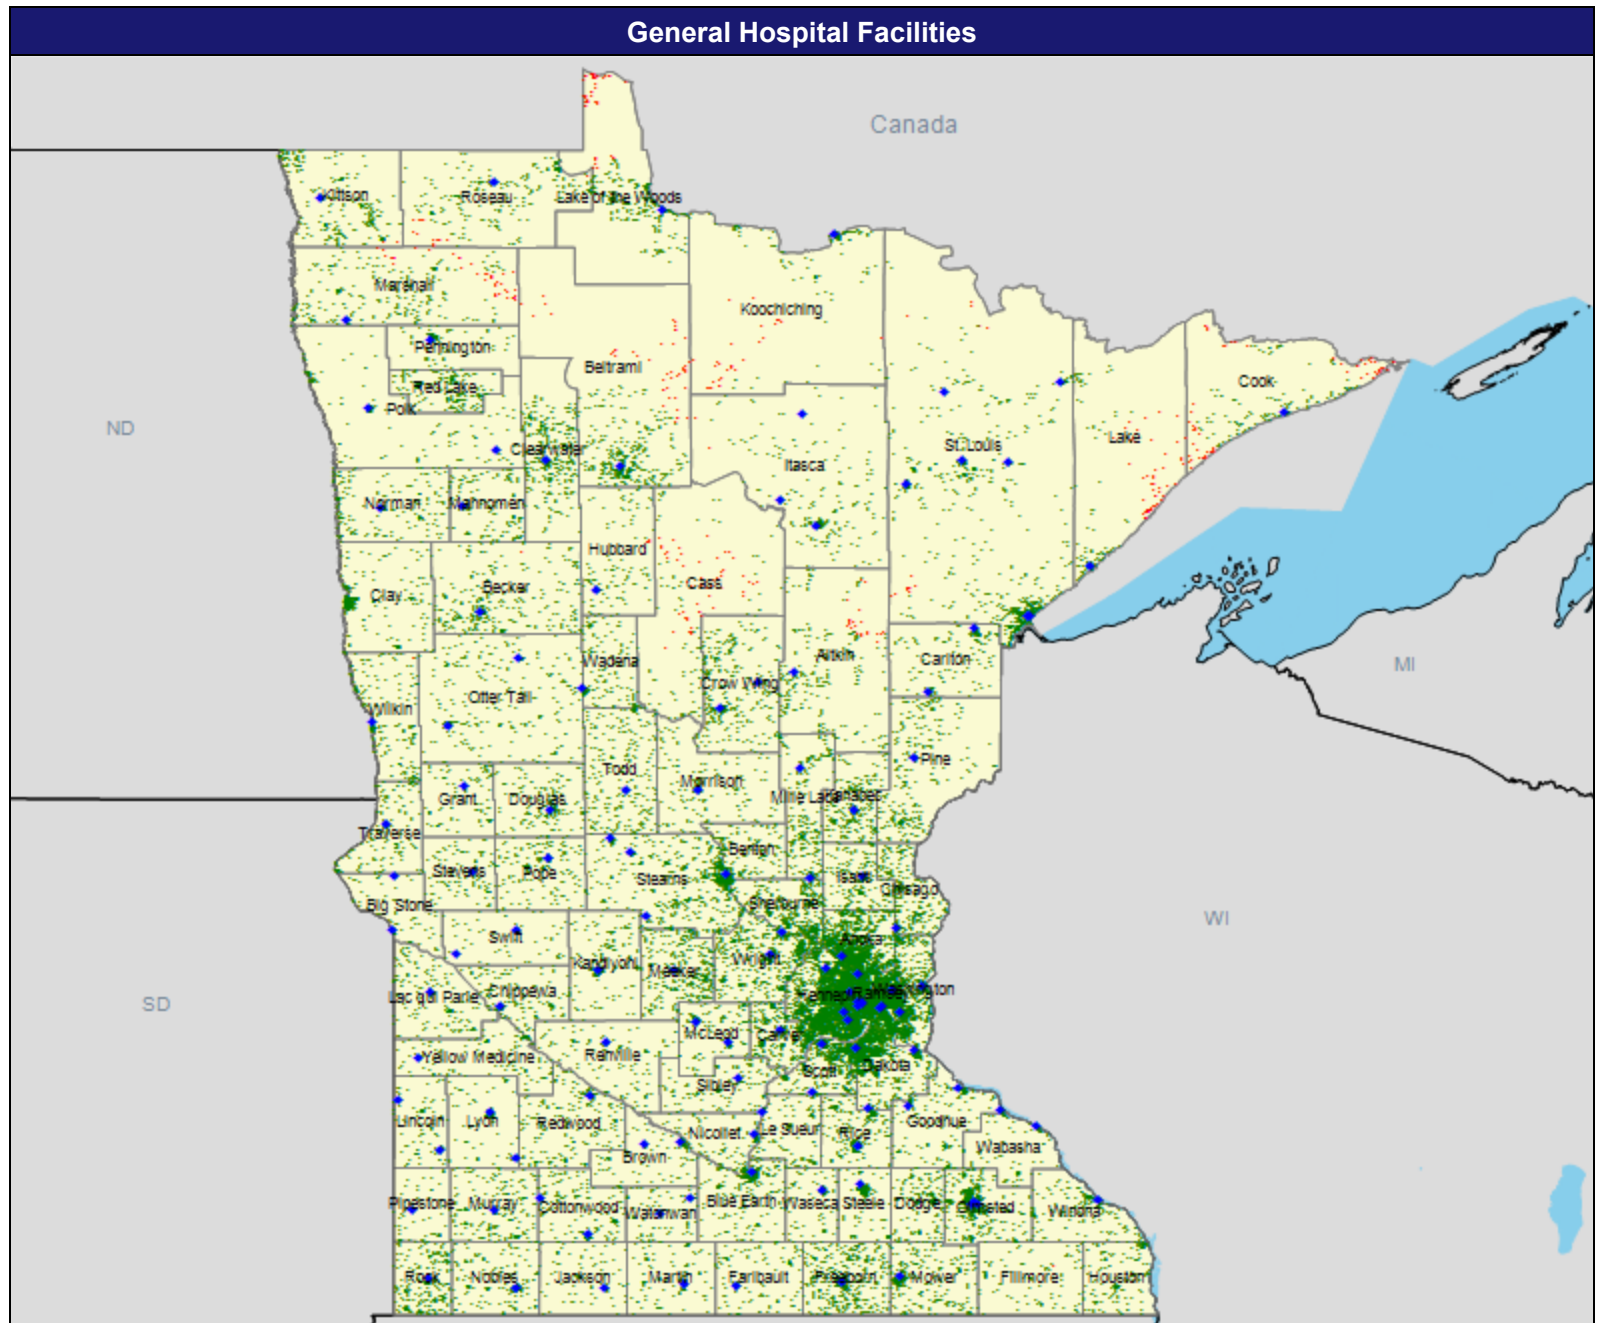 General Hospital Facilities
Canada
Kittson
Roseau
Lake of the Woods
Marshall
Koochiching
Pennington
Beltrami
Red Lake
Cook
Polk
ND
Clearwater
St. Louis
Lake
Itasca
Norman
Mahnomen
Hubbard
Cass
Clay
Becker
Wadena
Aitkin
Carlton
MI
Otter Tail
Crow Wing
Wilkin
Todd
Morrison
Pine
Grant
Douglas
Mille Lacs
Kanabec
Traverse
Benton
Stevens
Pope
Stearns
Isanti
Chisago
Big Stone
Sherburne
WI
Swift
Anoka
Kandiyohi
Meeker
Wright
SD
Lac qui Parle
Chippewa
Hennepin
Ramsey
Washington
McLeod
Carver
Yellow Medicine
Renville
Scott
Dakota
Sibley
Lincoln
Lyon
Redwood
Nicollet
Le Sueur
Rice
Goodhue
Wabasha
Brown
Pipestone
Murray
Cottonwood
Watonwan
Blue Earth
Waseca
Steele
Dodge
Olmsted
Winona
Rock
Nobles
Jackson
Martin
Faribault
Freeborn
Mower
Fillmore
Houston